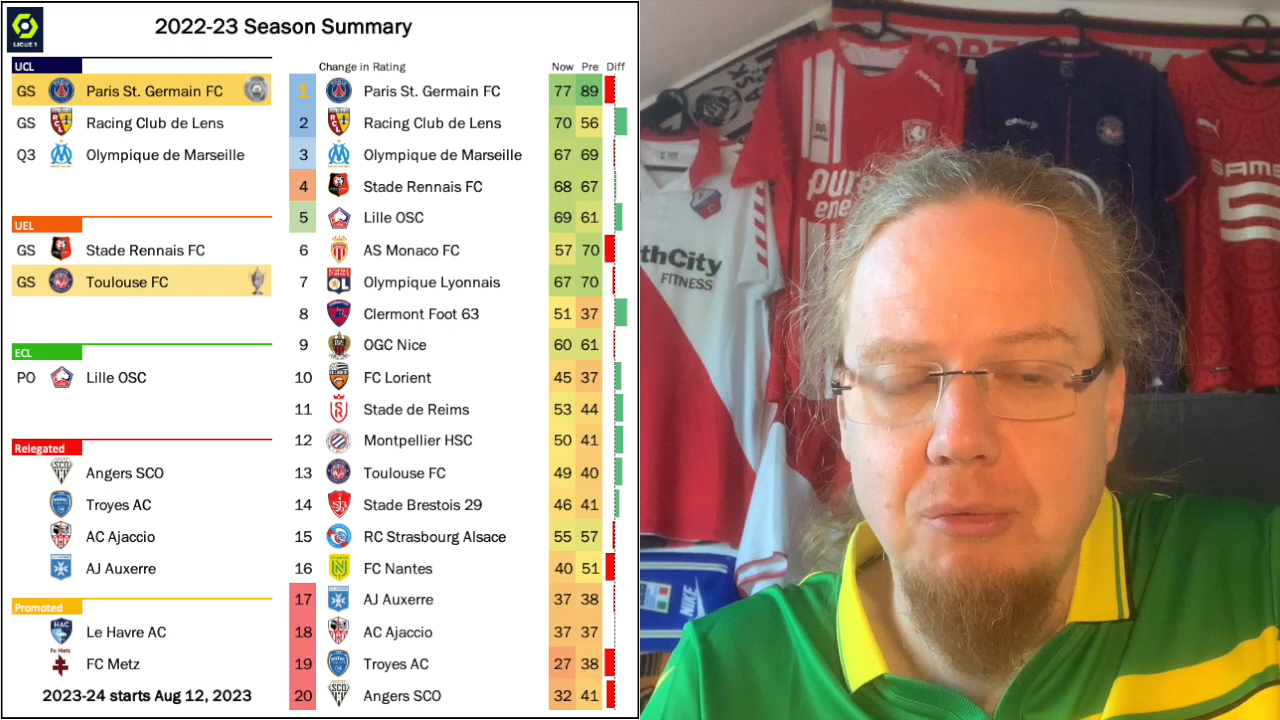 LIGUE 1
2022-23 Season Summary
UCL
GS Paris St. Germain FC
GS Racing Club de Lens
Q3 Olympique de Marseille
UEL
GS Stade Rennais FC
GS Toulouse FC
ECL
PO Lille OSC
Relegated
Angers SCO
Troyes AC
AC Ajaccio
AJ Auxerre
Promoted
Le Havre AC
FC Metz
2023-24 starts Aug 12, 2023
Change in Rating Now Pre Diff
1 Paris St. Germain FC 77 89
2 Racing Club de Lens 70 56
3 Olympique de Marseille 67 69
4 Stade Rennais FC 68 67
5 Lille OSC 69 61
6 AS Monaco FC 57 70
7 Olympique Lyonnais 67 70
8 Clermont Foot 63 51 37
9 OGC Nice 60 61
10 FC Lorient 45 37
11 Stade de Reims 53 44
12 Montpellier HSC 50 41
13 Toulouse FC 49 40
14 Stade Brestois 29 46 41
15 RC Strasbourg Alsace 55 57
16 FC Nantes 40 51
17 AJ Auxerre 37 38
18 AC Ajaccio 37 37
19 Troyes AC 27 38
20 Angers SCO 32 41
pure
ene
thCity
FITNESS
SAMS
NIKE